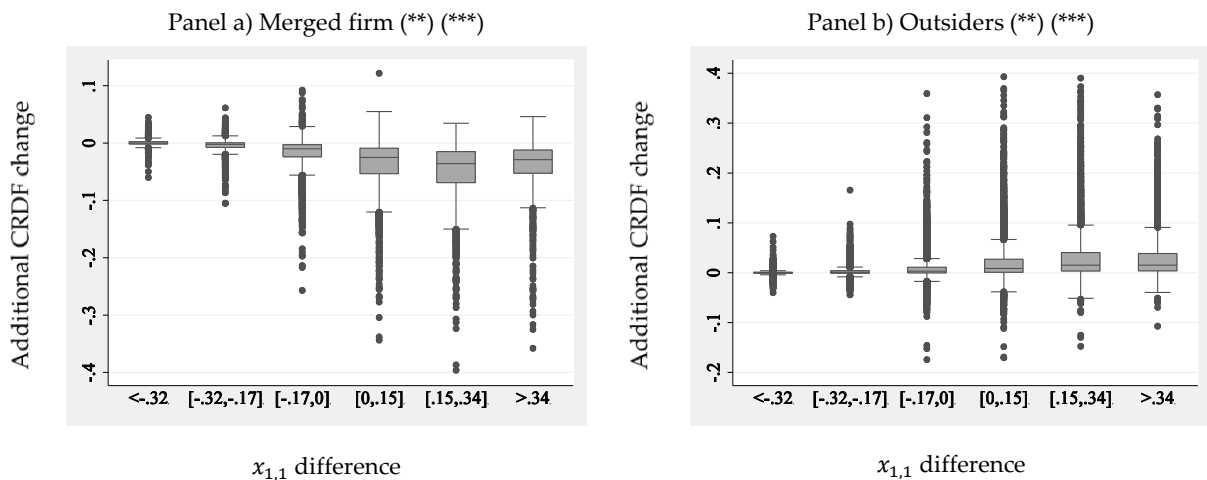 Panel a) Merged firm (**) (***)
Additional CRDF change
.1
0
-.1
-.2
-.3
-.4
<-.32 [-.32,-.17] [-.17,0] [0,.15] [.15,.34] >.34
x1,1 difference
Panel b) Outsiders (**) (***)
Additional CRDF change
.4
.3
.2
.1
0
-.1
-.2
<-.32 [-.32,-.17] [-.17,0] [0,.15] [.15,.34] >.34
x1,1 difference